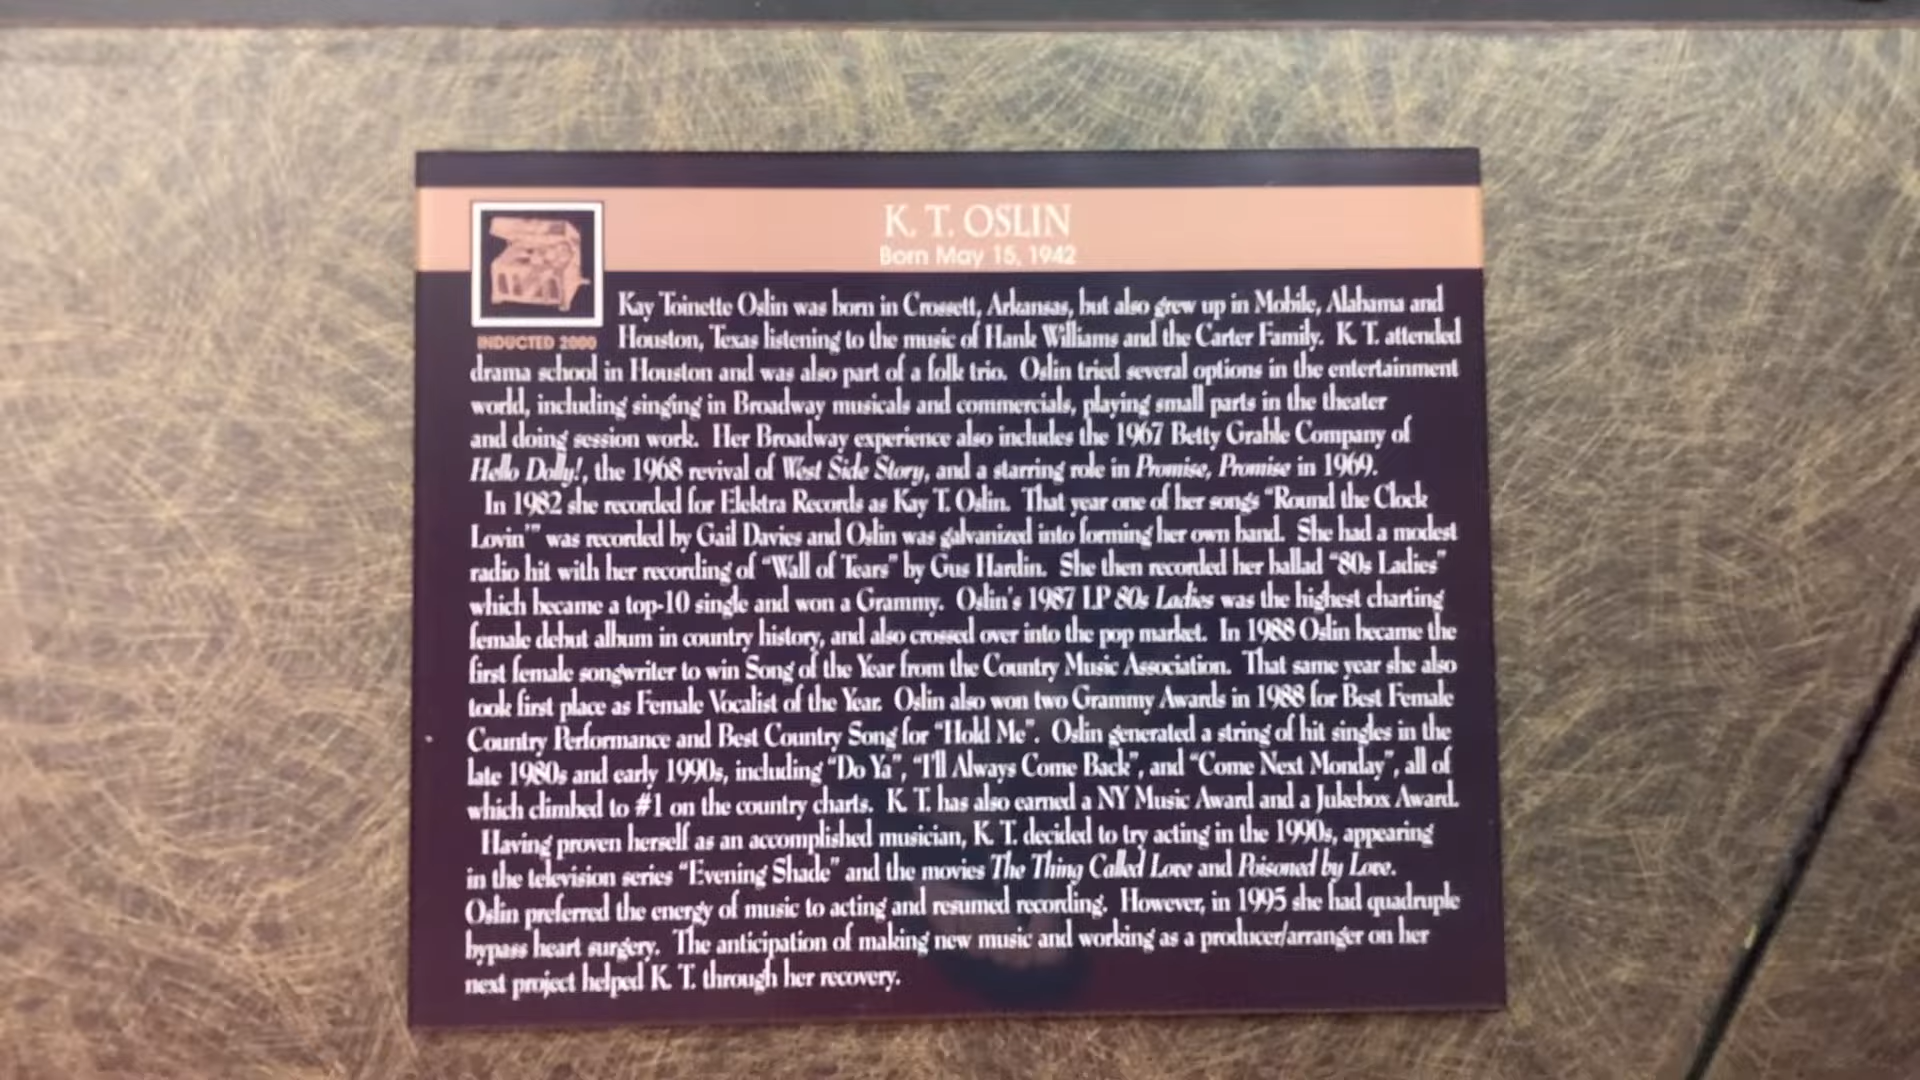 K. T. OSLIN
Born May 15, 1942
INDUCTED 2000
Kay Toinette Oslin was born in Crossett, Arkansas, but also grew up in Mobile, Alabama and
Houston, Texas listening to the music of Hank Williams and the Carter Family. K. T. attended
drama school in Houston and was also part of a folk trio. Oslin tried several options in the entertainment
world, including singing in Broadway musicals and commercials, playing small parts in the theater
and doing session work. Her Broadway experience also includes the 1967 Betty Grable Company of
Hello Dolly!, the 1968 revival of West Side Story, and a starring role in Promise, Promise in 1969.
In 1982 she recorded for Elektra Records as Kay T. Oslin. That year one of her songs “Round the Clock
Lovin’” was recorded by Gail Davies and Oslin was galvanized into forming her own band. She had a modest
radio hit with her recording of “Wall of Tears” by Gus Hardin. She then recorded her ballad “80s Ladies”
which became a top-10 single and won a Grammy. Oslin's 1987 LP 80s Ladies was the highest charting
female debut album in country history, and also crossed over into the pop market. In 1988 Oslin became the
first female songwriter to win Song of the Year from the Country Music Association. That same year she also
took first place as Female Vocalist of the Year. Oslin also won two Grammy Awards in 1988 for Best Female
Country Performance and Best Country Song for “Hold Me”. Oslin generated a string of hit singles in the
late 1980s and early 1990s, including “Do Ya”, “I'll Always Come Back”, and “Come Next Monday”, all of
which climbed to #1 on the country charts. K. T. has also earned a NY Music Award and a Jukebox Award.
Having proven herself as an accomplished musician, K. T. decided to try acting in the 1990s, appearing
in the television series “Evening Shade” and the movies The Thing Called Love and Poisoned by Love.
Oslin preferred the energy of music to acting and resumed recording. However, in 1995 she had quadruple
bypass heart surgery. The anticipation of making new music and working as a producer/arranger on her
next project helped K. T. through her recovery.